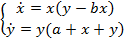 {ẋ = x(y − bx)
ẏ = y(a + x + y)